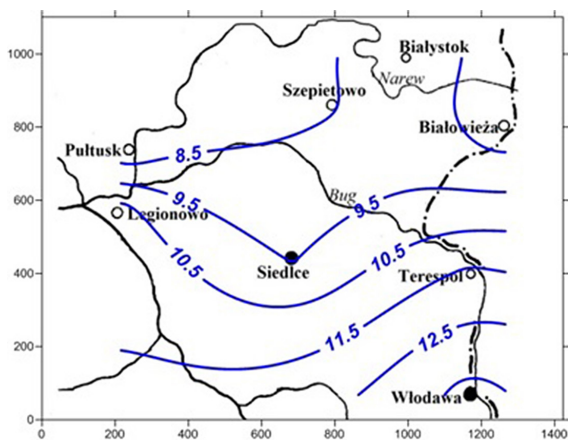 1000
800
600
400
200
0
0
200
400
600
800
1000
1200
1400
Białystok
Narew
Szepietowo
Białowieża
Pułtusk
8.5
Bug
9.5
9.5
Legionowo
10.5
10.5
Siedlce
Terespol
11.5
12.5
Włodawa